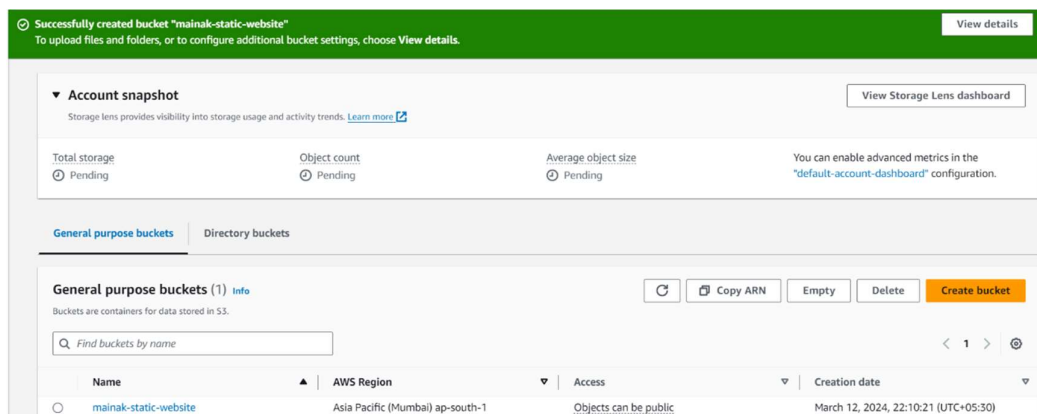 Successfully created bucket "mainak-static-website"
View details
To upload files and folders, or to configure additional bucket settings, choose View details.
Account snapshot
View Storage Lens dashboard
Storage lens provides visibility into storage usage and activity trends. Learn more
Total storage
Pending
Object count
Pending
Average object size
Pending
You can enable advanced metrics in the
"default-account-dashboard" configuration.
General purpose buckets
Directory buckets
General purpose buckets (1) Info
Copy ARN
Empty
Delete
Create bucket
Buckets are containers for data stored in S3.
Find buckets by name
1
Name
AWS Region
Access
Creation date
mainak-static-website
Asia Pacific (Mumbai) ap-south-1
Objects can be public
March 12, 2024, 22:10:21 (UTC+05:30)